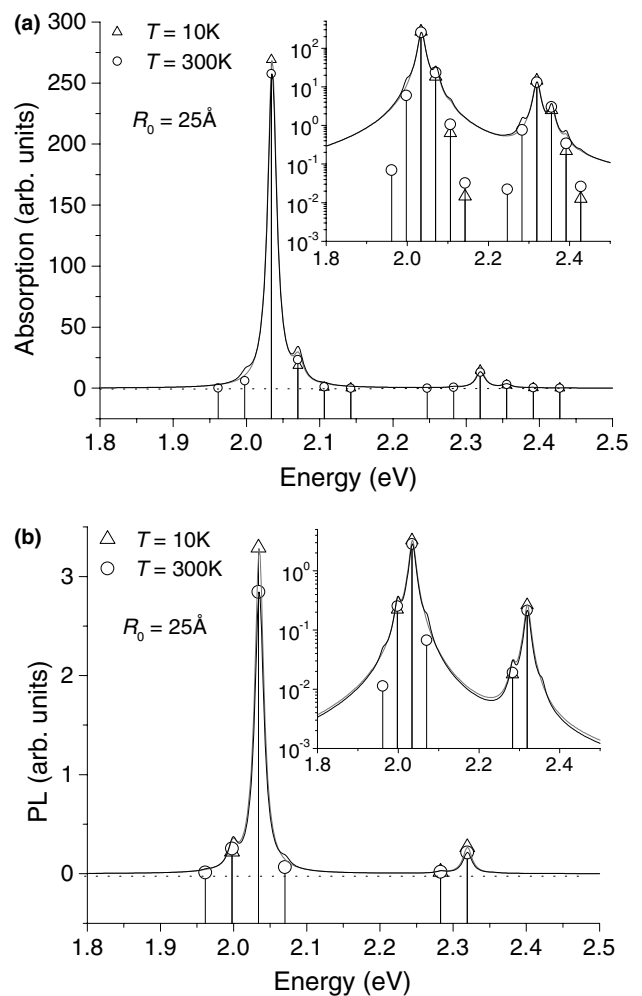 (a)
△ T = 10K
○ T = 300K
R₀ = 25Å
Absorption (arb. units)
300
250
200
150
100
50
0
1.8 1.9 2.0 2.1 2.2 2.3 2.4 2.5
Energy (eV)
10²
10¹
10⁰
10⁻¹
10⁻²
10⁻³
1.8 2.0 2.2 2.4
(b)
△ T = 10K
○ T = 300K
R₀ = 25Å
PL (arb. units)
3
2
1
0
1.8 1.9 2.0 2.1 2.2 2.3 2.4 2.5
Energy (eV)
10⁰
10⁻¹
10⁻²
10⁻³
1.8 2.0 2.2 2.4